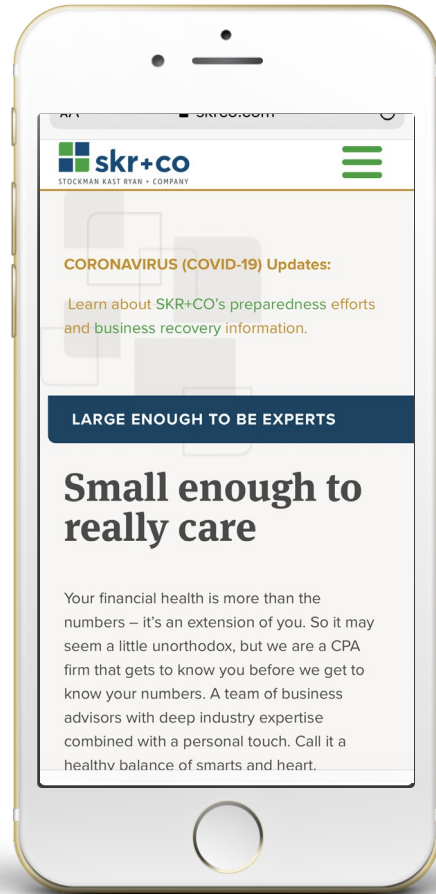 skr+co
STOCKMAN KAST RYAN + COMPANY
CORONAVIRUS (COVID-19) Updates:
Learn about SKR+CO's preparedness efforts
and business recovery information.
LARGE ENOUGH TO BE EXPERTS
Small enough to
really care
Your financial health is more than the
numbers – it's an extension of you. So it may
seem a little unorthodox, but we are a CPA
firm that gets to know you before we get to
know your numbers. A team of business
advisors with deep industry expertise
combined with a personal touch. Call it a
healthy balance of smarts and heart.